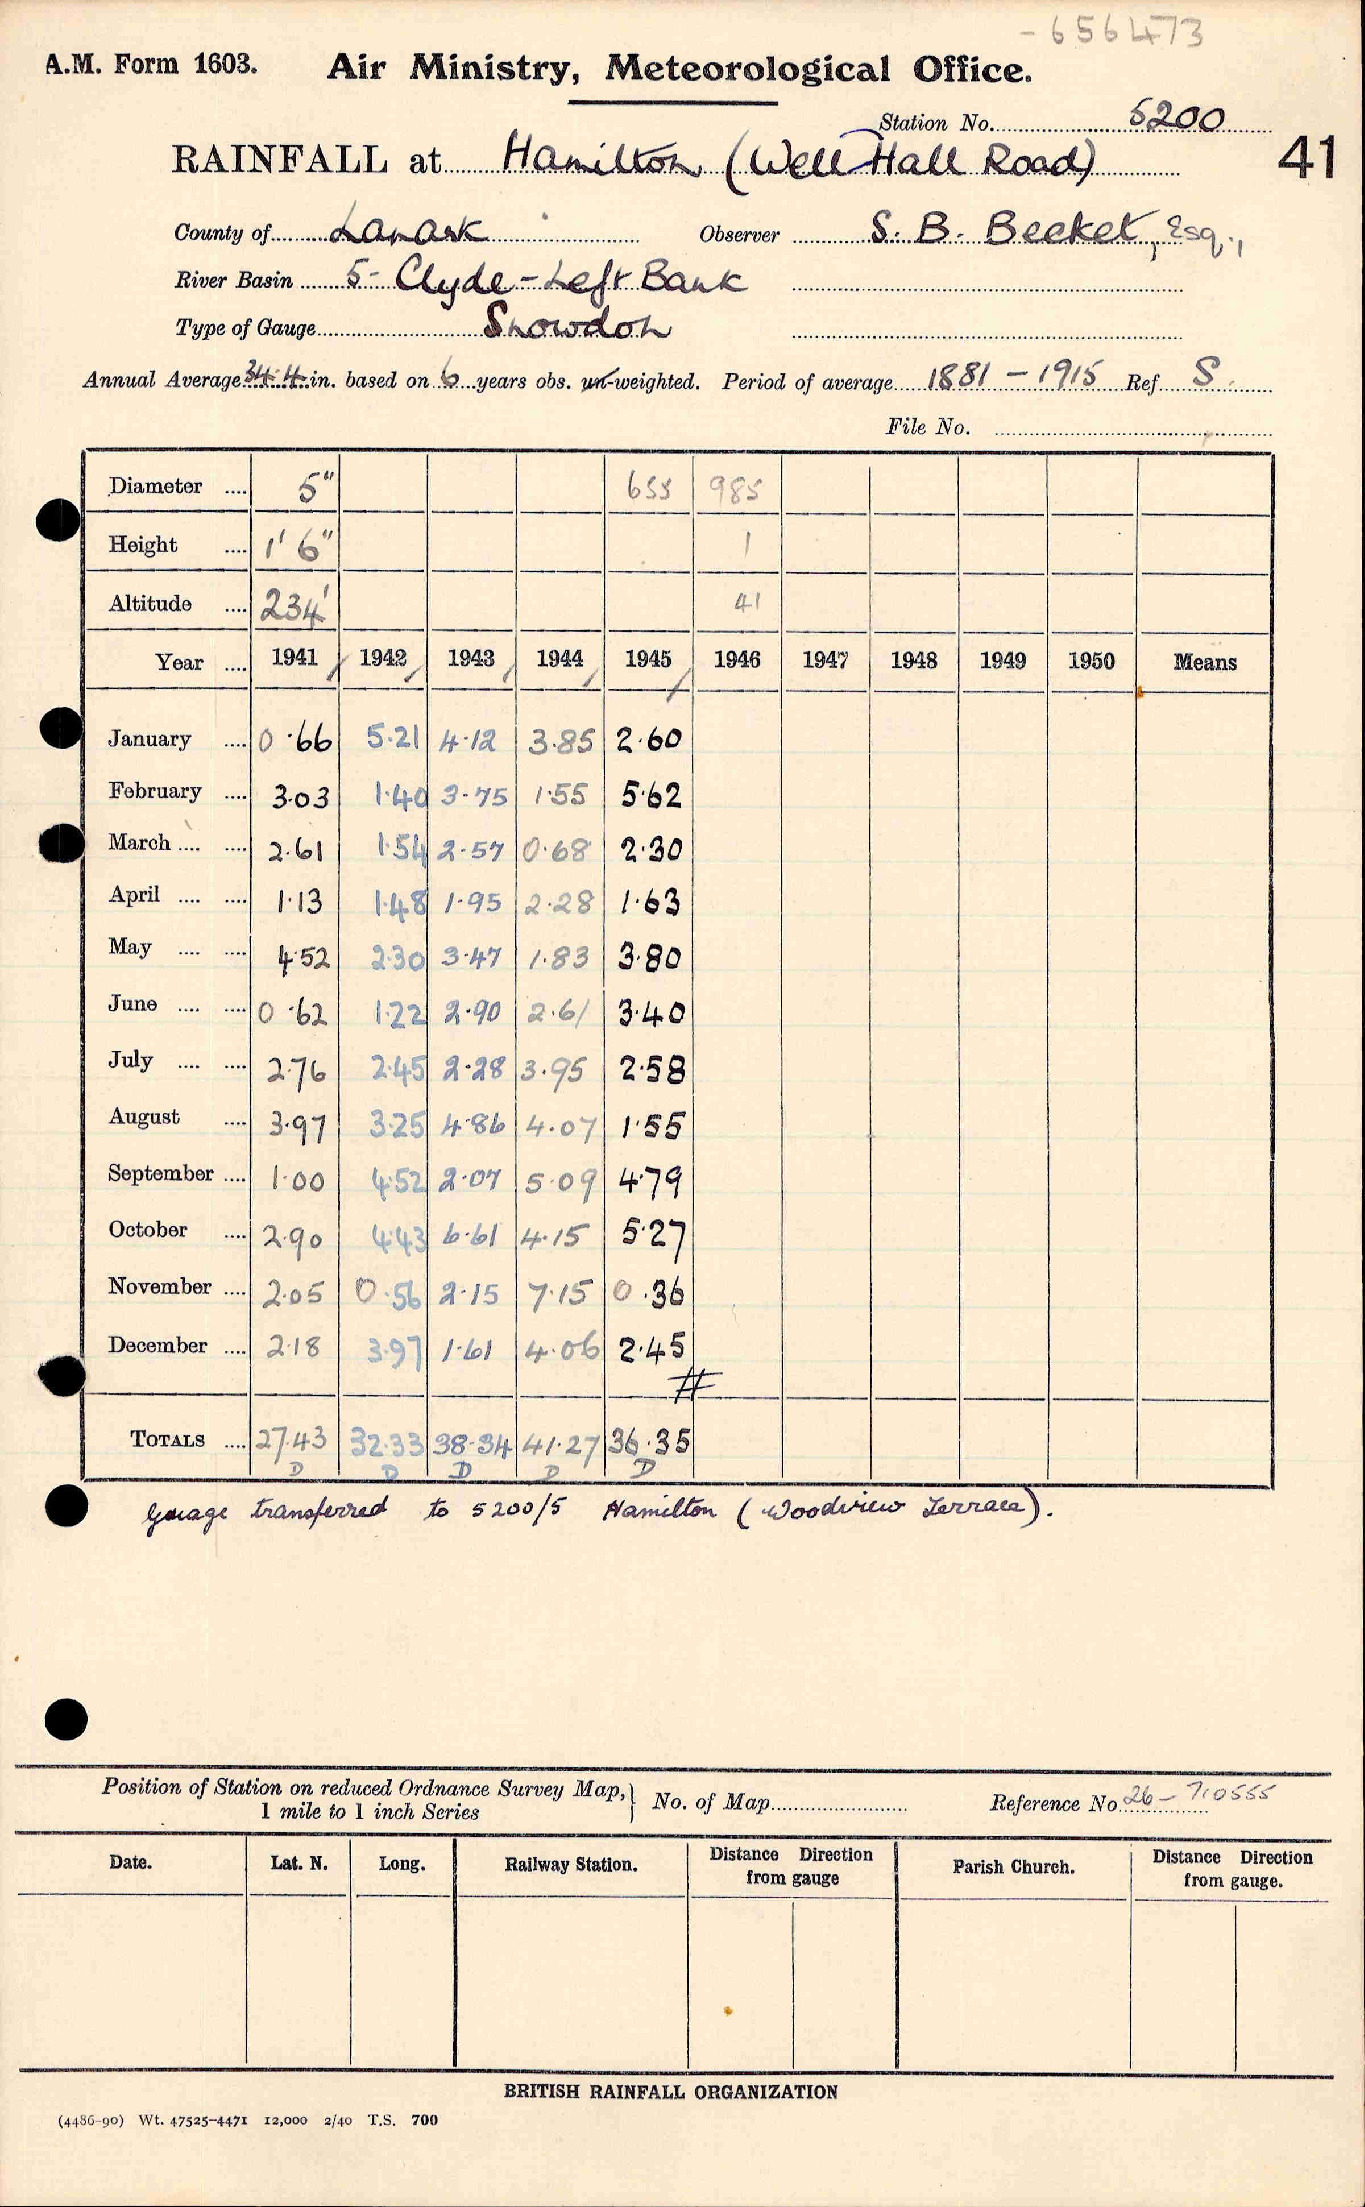 -656473
A.M. Form 1603. Air Ministry, Meteorological Office.
Station No. 5200
RAINFALL at Hamilton (Well Hall Road) 41
County of Lanark Observer S. B. Becket, Esq.,
River Basin 5- Clyde-Left Bank
Type of Gauge Snowdon
Annual Average 34.4 in. based on 6 years obs. un-weighted. Period of average 1881-1915 Ref S.
File No.
Diameter .... 5" 655 985
Height .... 1' 6" 1
Altitude .... 234' 41
Year .... 1941 1942 1943 1944 1945 1946 1947 1948 1949 1950 Means
January .... 0.66 5.21 4.12 3.85 2.60
February .... 3.03 1.40 3.75 1.55 5.62
March .... .... 2.61 1.54 2.57 0.68 2.30
April .... .... 1.13 1.48 1.95 2.28 1.63
May .... .... 4.52 2.30 3.47 1.83 3.80
June .... .... 0.62 1.22 2.90 2.61 3.40
July .... .... 2.76 2.45 2.28 3.95 2.58
August .... 3.97 3.25 4.86 4.07 1.55
September .... 1.00 4.52 2.07 5.09 4.79
October .... 2.90 4.43 6.61 4.15 5.27
November .... 2.05 0.56 2.15 7.15 0.36
December .... 2.18 3.97 1.61 4.06 2.45
#
TOTALS .... 27.43 32.33 38.34 41.27 36.35
D D D D D
Guage transferred to 5200/5 Hamilton (Woodview Terrace).
Position of Station on reduced Ordnance Survey Map, } No. of Map Reference No 26-710555
1 mile to 1 inch Series
Date. Lat. N. Long. Railway Station. Distance Direction from gauge Parish Church. Distance Direction from gauge.
BRITISH RAINFALL ORGANIZATION
(4486-90) Wt. 47525-4471 12,000 2/40 T.S. 700